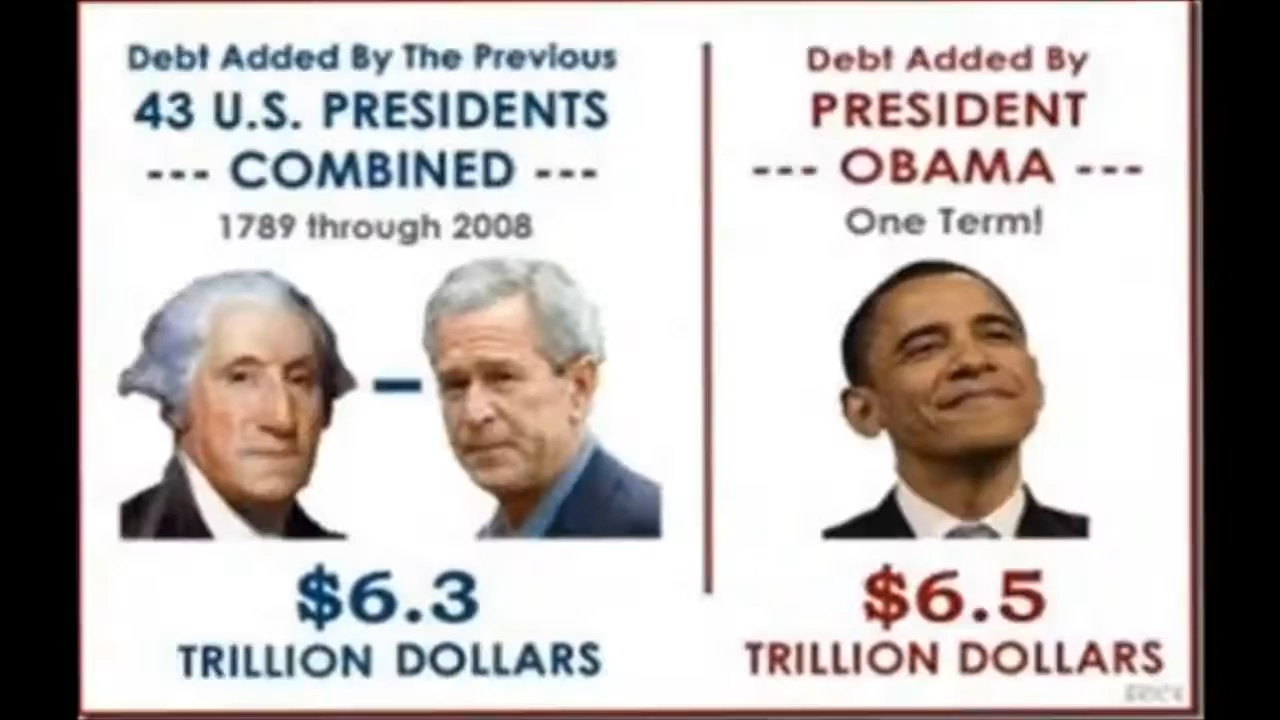 Debt Added By The Previous
43 U.S. PRESIDENTS
--- COMBINED ---
1789 through 2008
$6.3
TRILLION DOLLARS
Debt Added By
PRESIDENT
--- OBAMA ---
One Term!
$6.5
TRILLION DOLLARS